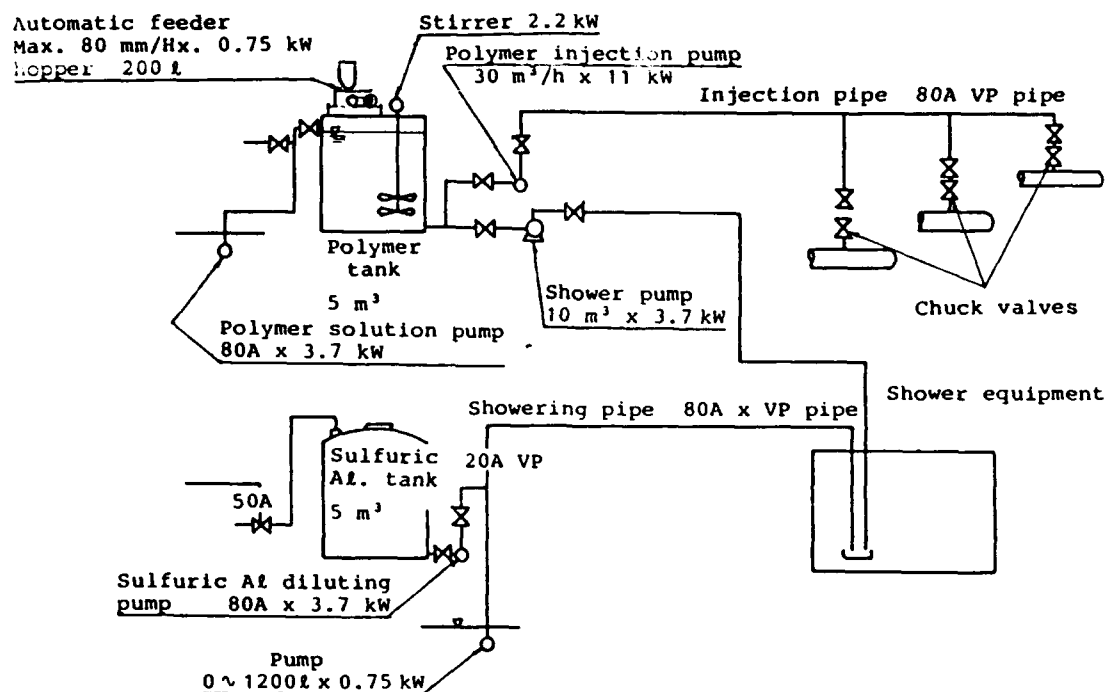 Automatic feeder
Max. 80 mm/Hx. 0.75 kW
hopper 200 ℓ
Stirrer 2.2 kW
Polymer injection pump
30 m³/h x 11 kW
Injection pipe 80A VP pipe
Polymer
tank
5 m³
Polymer solution pump
80A x 3.7 kW
Shower pump
10 m³ x 3.7 kW
Chuck valves
Shower equipment
Showering pipe 80A x VP pipe
Sulfuric
Aℓ. tank
5 m³
20A VP
50A
Sulfuric Aℓ diluting
pump 80A x 3.7 kW
Pump
0 ~ 1200ℓ x 0.75 kW